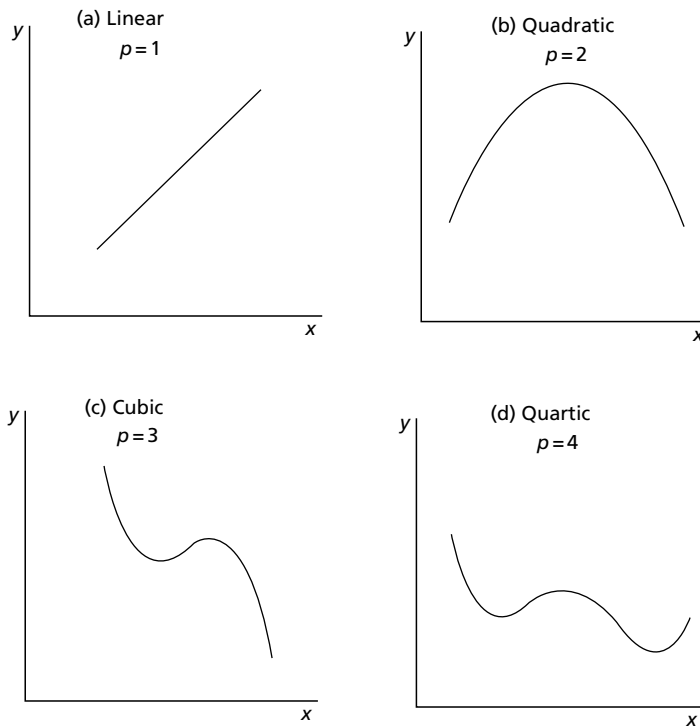 (a) Linear
p=1
y
x
(b) Quadratic
p=2
y
x
(c) Cubic
p=3
y
x
(d) Quartic
p=4
y
x